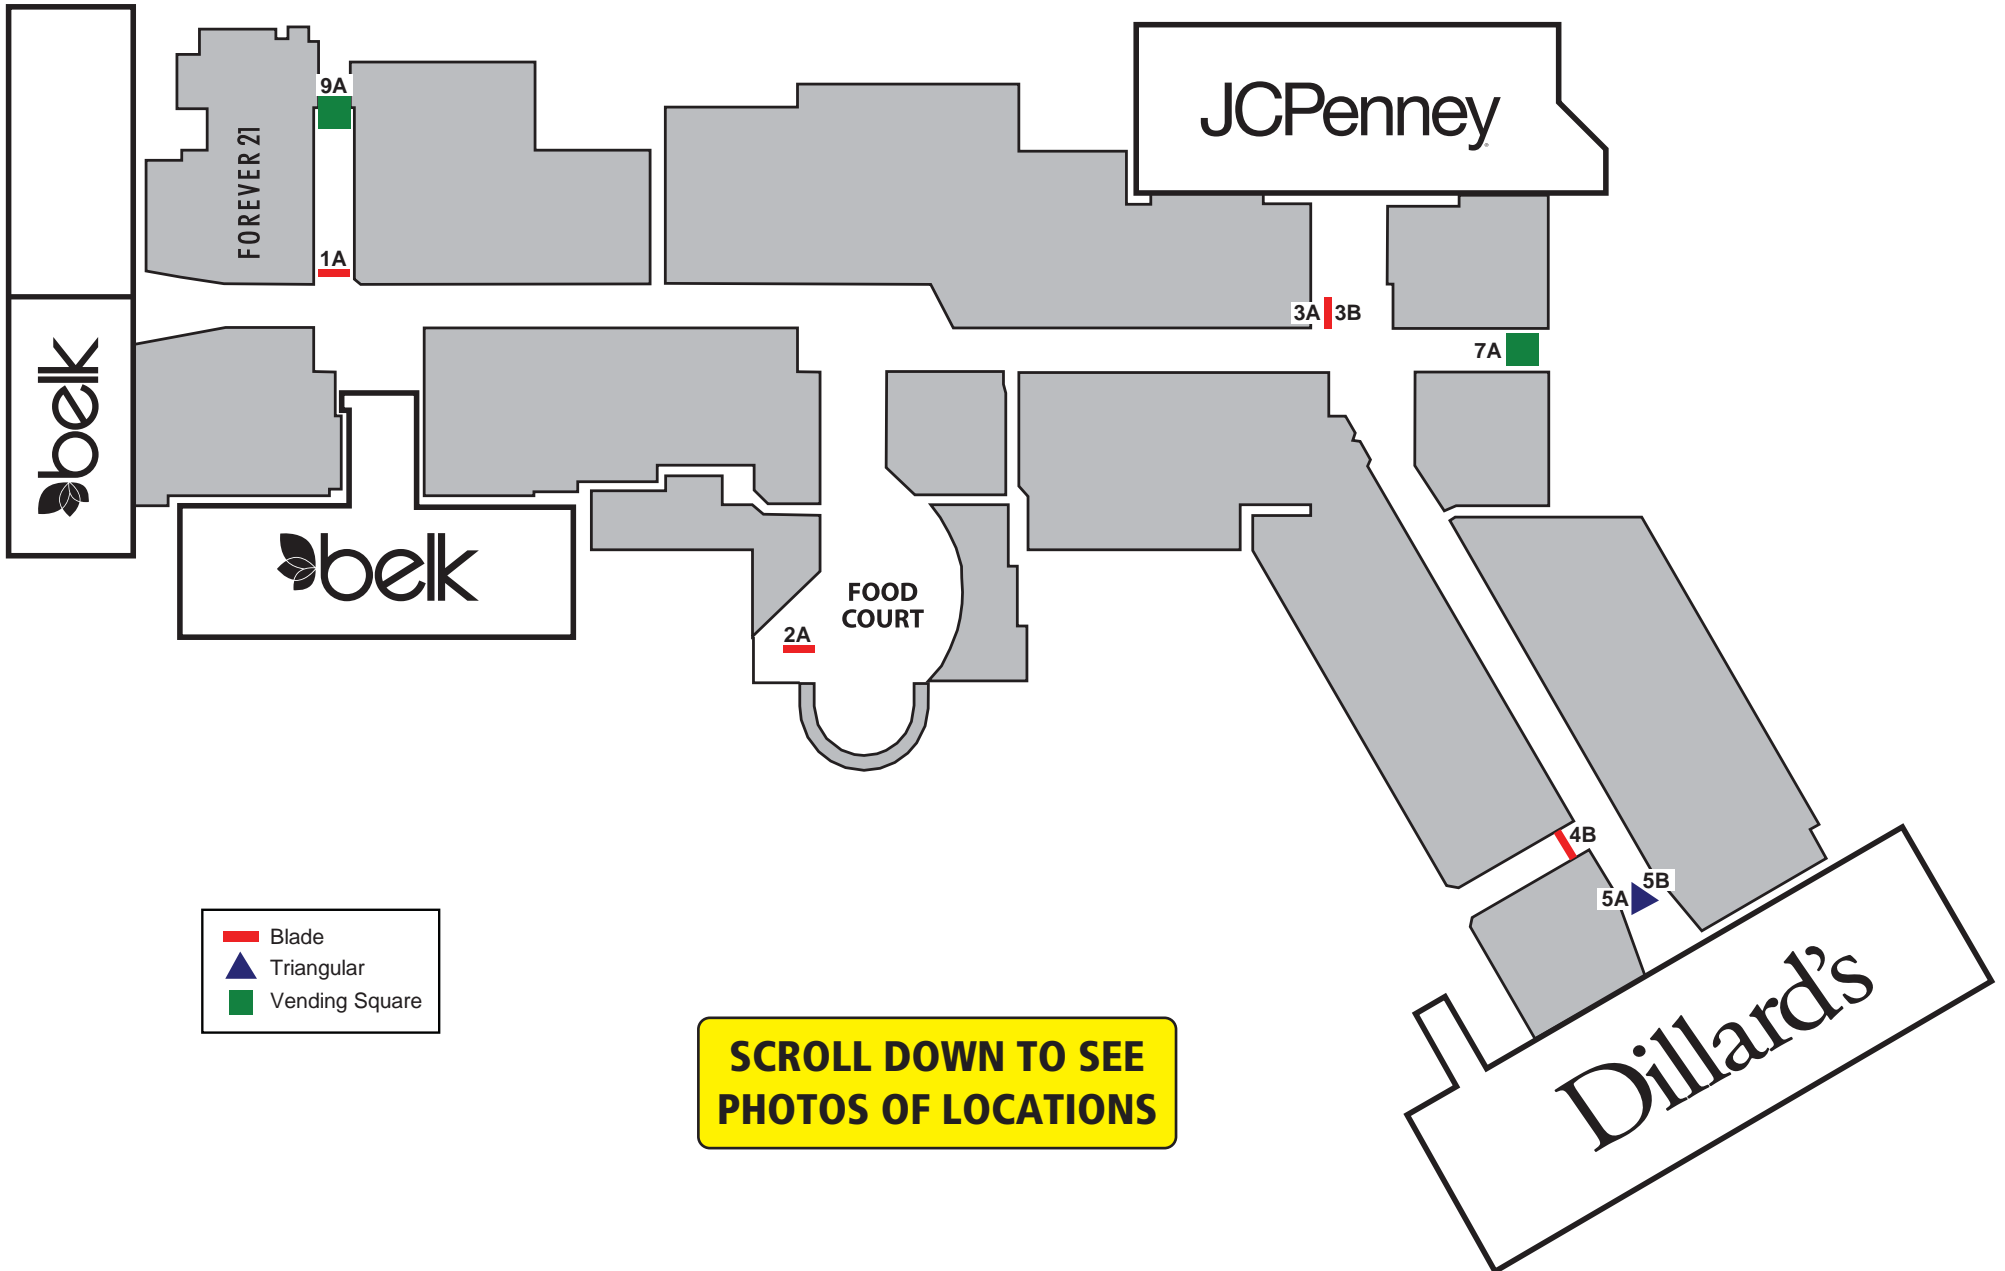 JCPenney
9A
FOREVER 21
1A
3A
3B
7A
belk
belk
FOOD
COURT
2A
4B
5B
5A
Blade
Triangular
Vending Square
Dillard's
SCROLL DOWN TO SEE
PHOTOS OF LOCATIONS